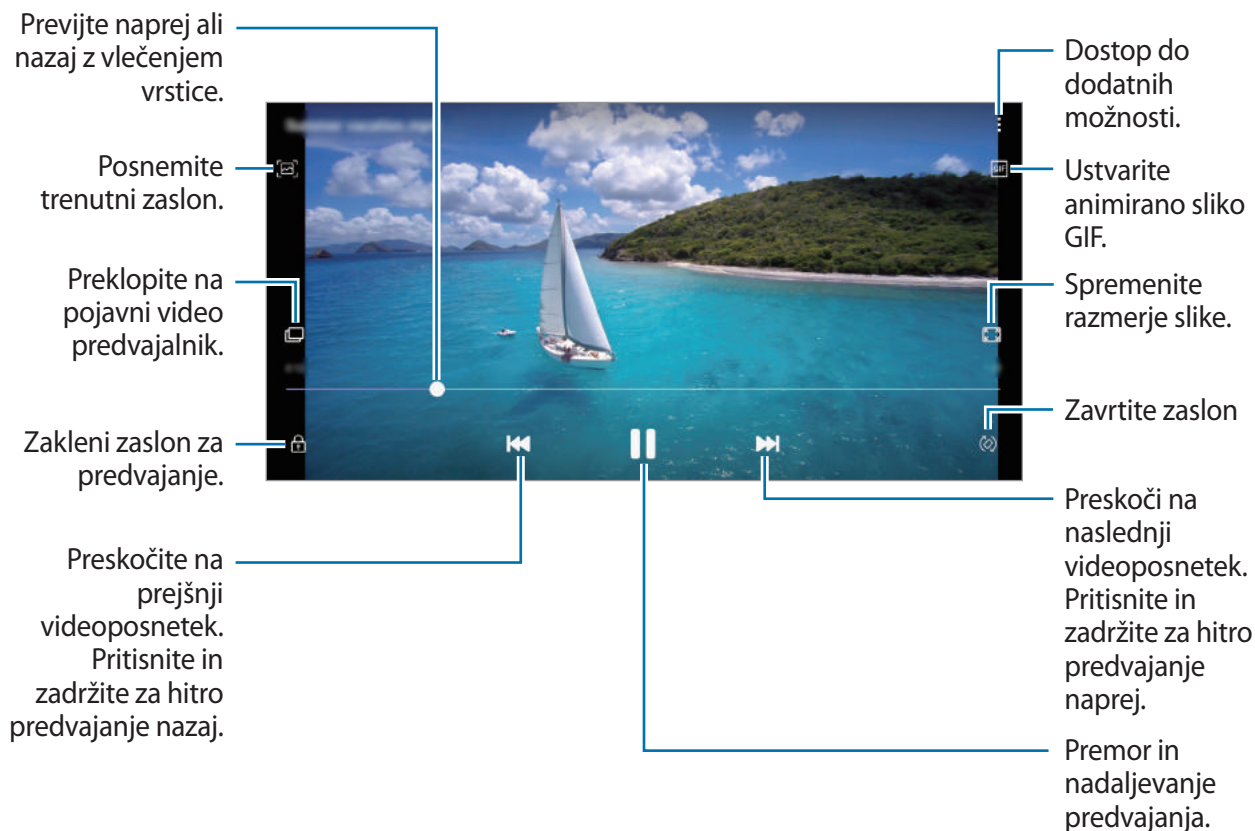 Previjte naprej ali
nazaj z vlečenjem
vrstice.
Posnemite
trenutni zaslon.
Preklopite na
pojavni video
predvajalnik.
Zakleni zaslon za
predvajanje.
Preskočite na
prejšnji
videoposnetek.
Pritisnite in
zadržite za hitro
predvajanje nazaj.
Dostop do
dodatnih
možnosti.
GIF
Ustvarite
animirano sliko
GIF.
Spremenite
razmerje slike.
Zavrtite zaslon
Preskoči na
naslednji
videoposnetek.
Pritisnite in
zadržite za hitro
predvajanje
naprej.
Premor in
nadaljevanje
predvajanja.